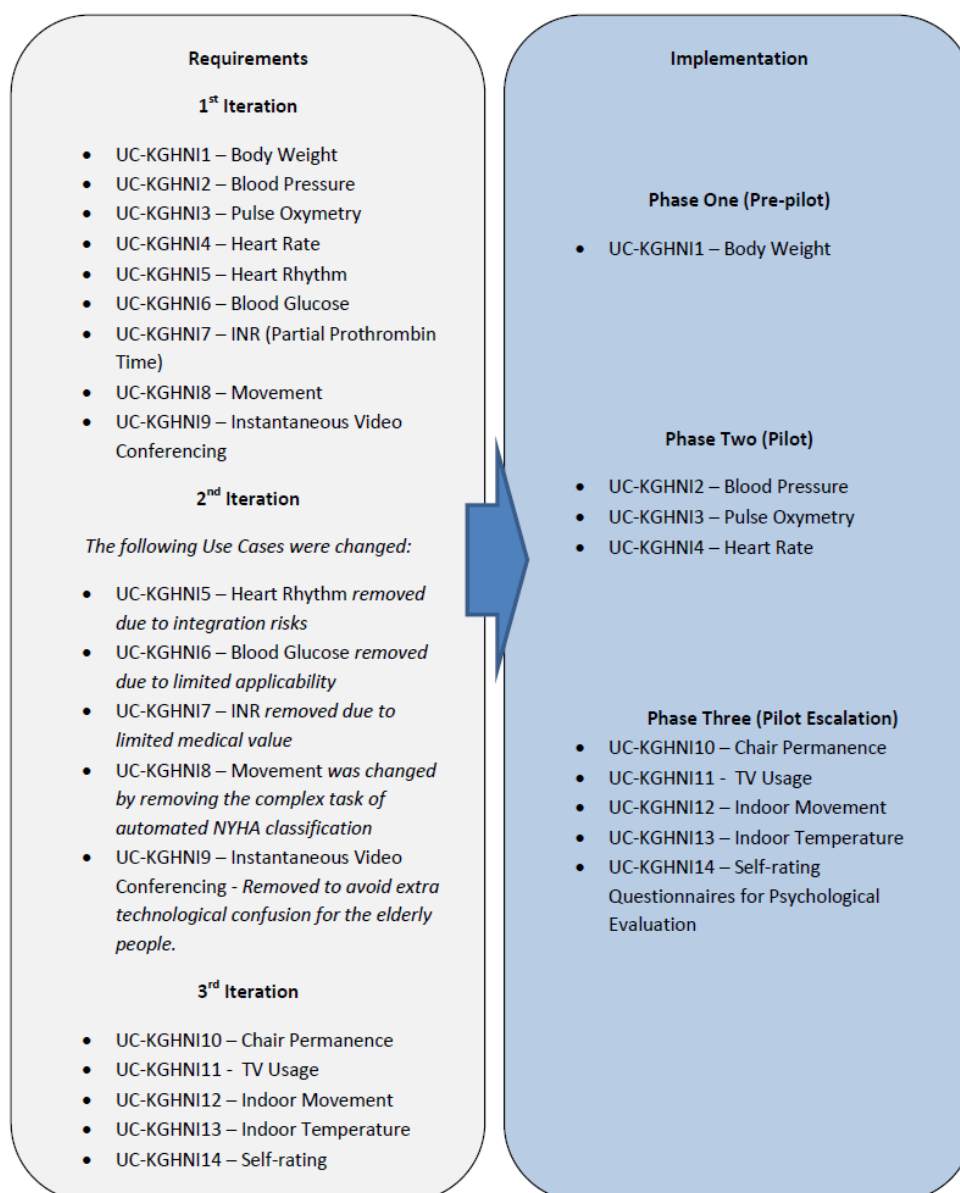 Requirements
1st Iteration
• UC-KGHNI1 – Body Weight
• UC-KGHNI2 – Blood Pressure
• UC-KGHNI3 – Pulse Oxymetry
• UC-KGHNI4 – Heart Rate
• UC-KGHNI5 – Heart Rhythm
• UC-KGHNI6 – Blood Glucose
• UC-KGHNI7 – INR (Partial Prothrombin
Time)
• UC-KGHNI8 – Movement
• UC-KGHNI9 – Instantaneous Video
Conferencing
2nd Iteration
The following Use Cases were changed:
• UC-KGHNI5 – Heart Rhythm removed
due to integration risks
• UC-KGHNI6 – Blood Glucose removed
due to limited applicability
• UC-KGHNI7 – INR removed due to
limited medical value
• UC-KGHNI8 – Movement was changed
by removing the complex task of
automated NYHA classification
• UC-KGHNI9 – Instantaneous Video
Conferencing - Removed to avoid extra
technological confusion for the elderly
people.
3rd Iteration
• UC-KGHNI10 – Chair Permanence
• UC-KGHNI11 - TV Usage
• UC-KGHNI12 – Indoor Movement
• UC-KGHNI13 – Indoor Temperature
• UC-KGHNI14 – Self-rating
Implementation
Phase One (Pre-pilot)
• UC-KGHNI1 – Body Weight
Phase Two (Pilot)
• UC-KGHNI2 – Blood Pressure
• UC-KGHNI3 – Pulse Oxymetry
• UC-KGHNI4 – Heart Rate
Phase Three (Pilot Escalation)
• UC-KGHNI10 – Chair Permanence
• UC-KGHNI11 - TV Usage
• UC-KGHNI12 – Indoor Movement
• UC-KGHNI13 – Indoor Temperature
• UC-KGHNI14 – Self-rating
Questionnaires for Psychological
Evaluation